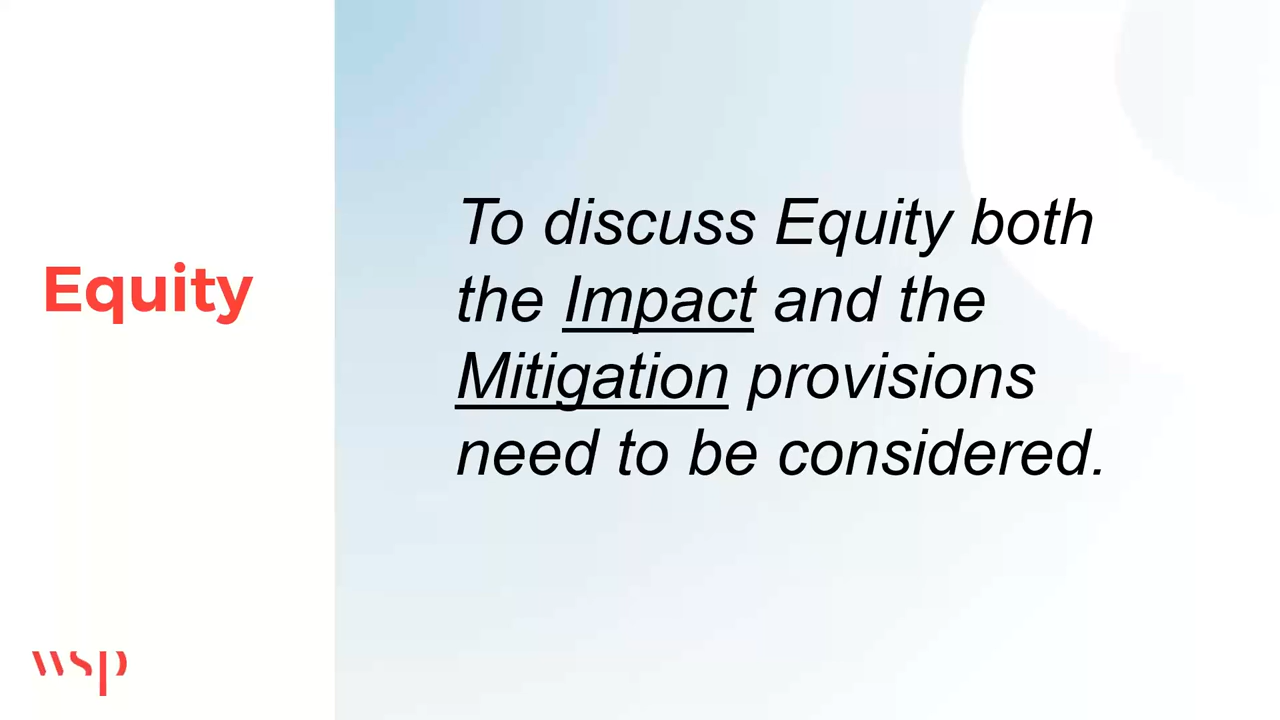 Equity
To discuss Equity both
the Impact and the
Mitigation provisions
need to be considered.
wsp